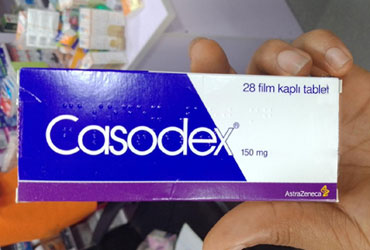 28 film kaplı tablet
Casodex®
150 mg
AstraZeneca